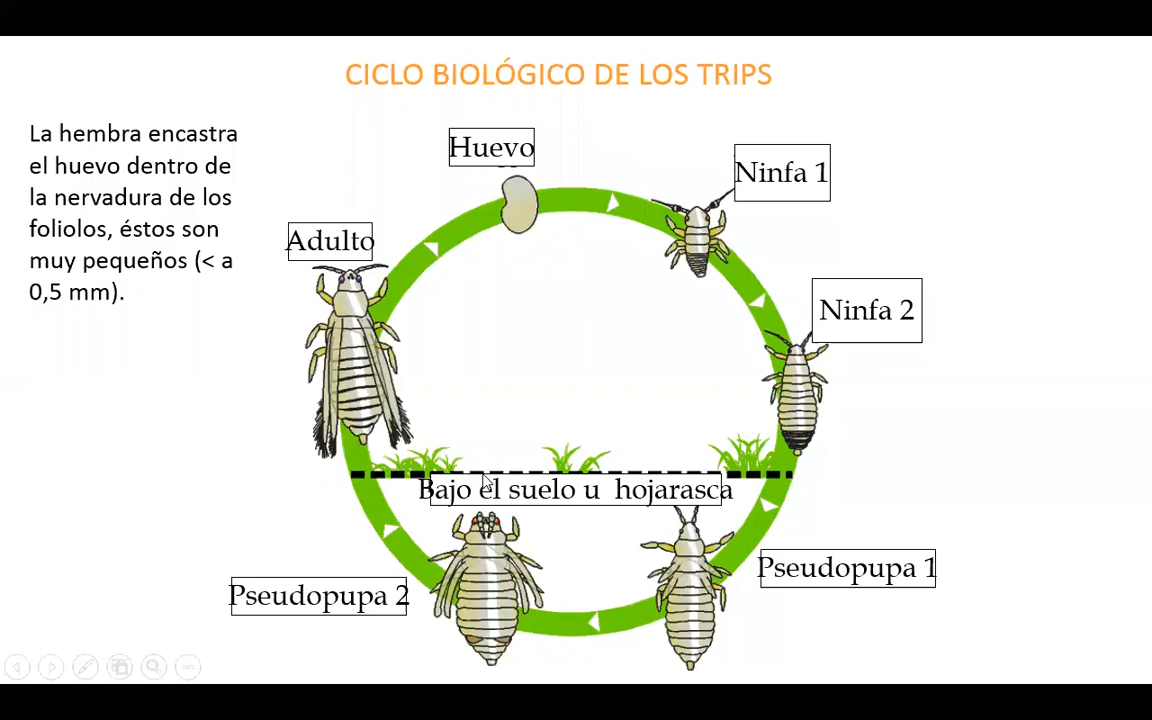 CICLO BIOLÓGICO DE LOS TRIPS
La hembra encastra
el huevo dentro de
la nervadura de los
foliolos, éstos son
muy pequeños (< a
0,5 mm).
Huevo
Ninfa 1
Adulto
Ninfa 2
Bajo el suelo u hojarasca
Pseudopupa 1
Pseudopupa 2